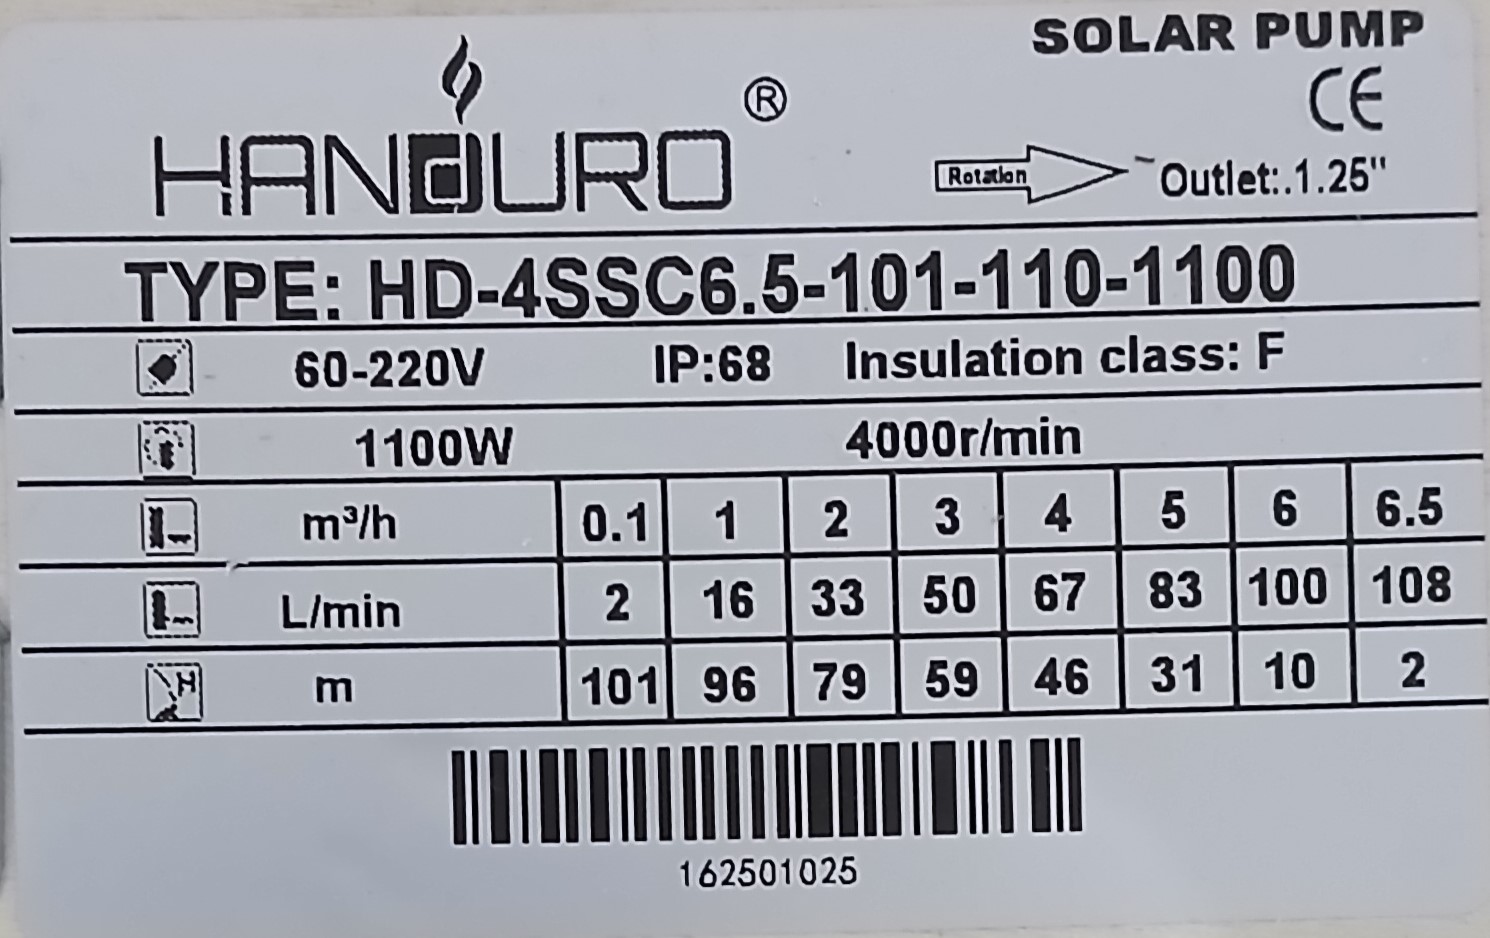 SOLAR PUMP
CE
HANDURO ®
Rotation Outlet:.1.25"
TYPE: HD-4SSC6.5-101-110-1100
60-220V IP:68 Insulation class: F
1100W 4000r/min
m³/h 0.1 1 2 3 4 5 6 6.5
L/min 2 16 33 50 67 83 100 108
H m 101 96 79 59 46 31 10 2
162501025